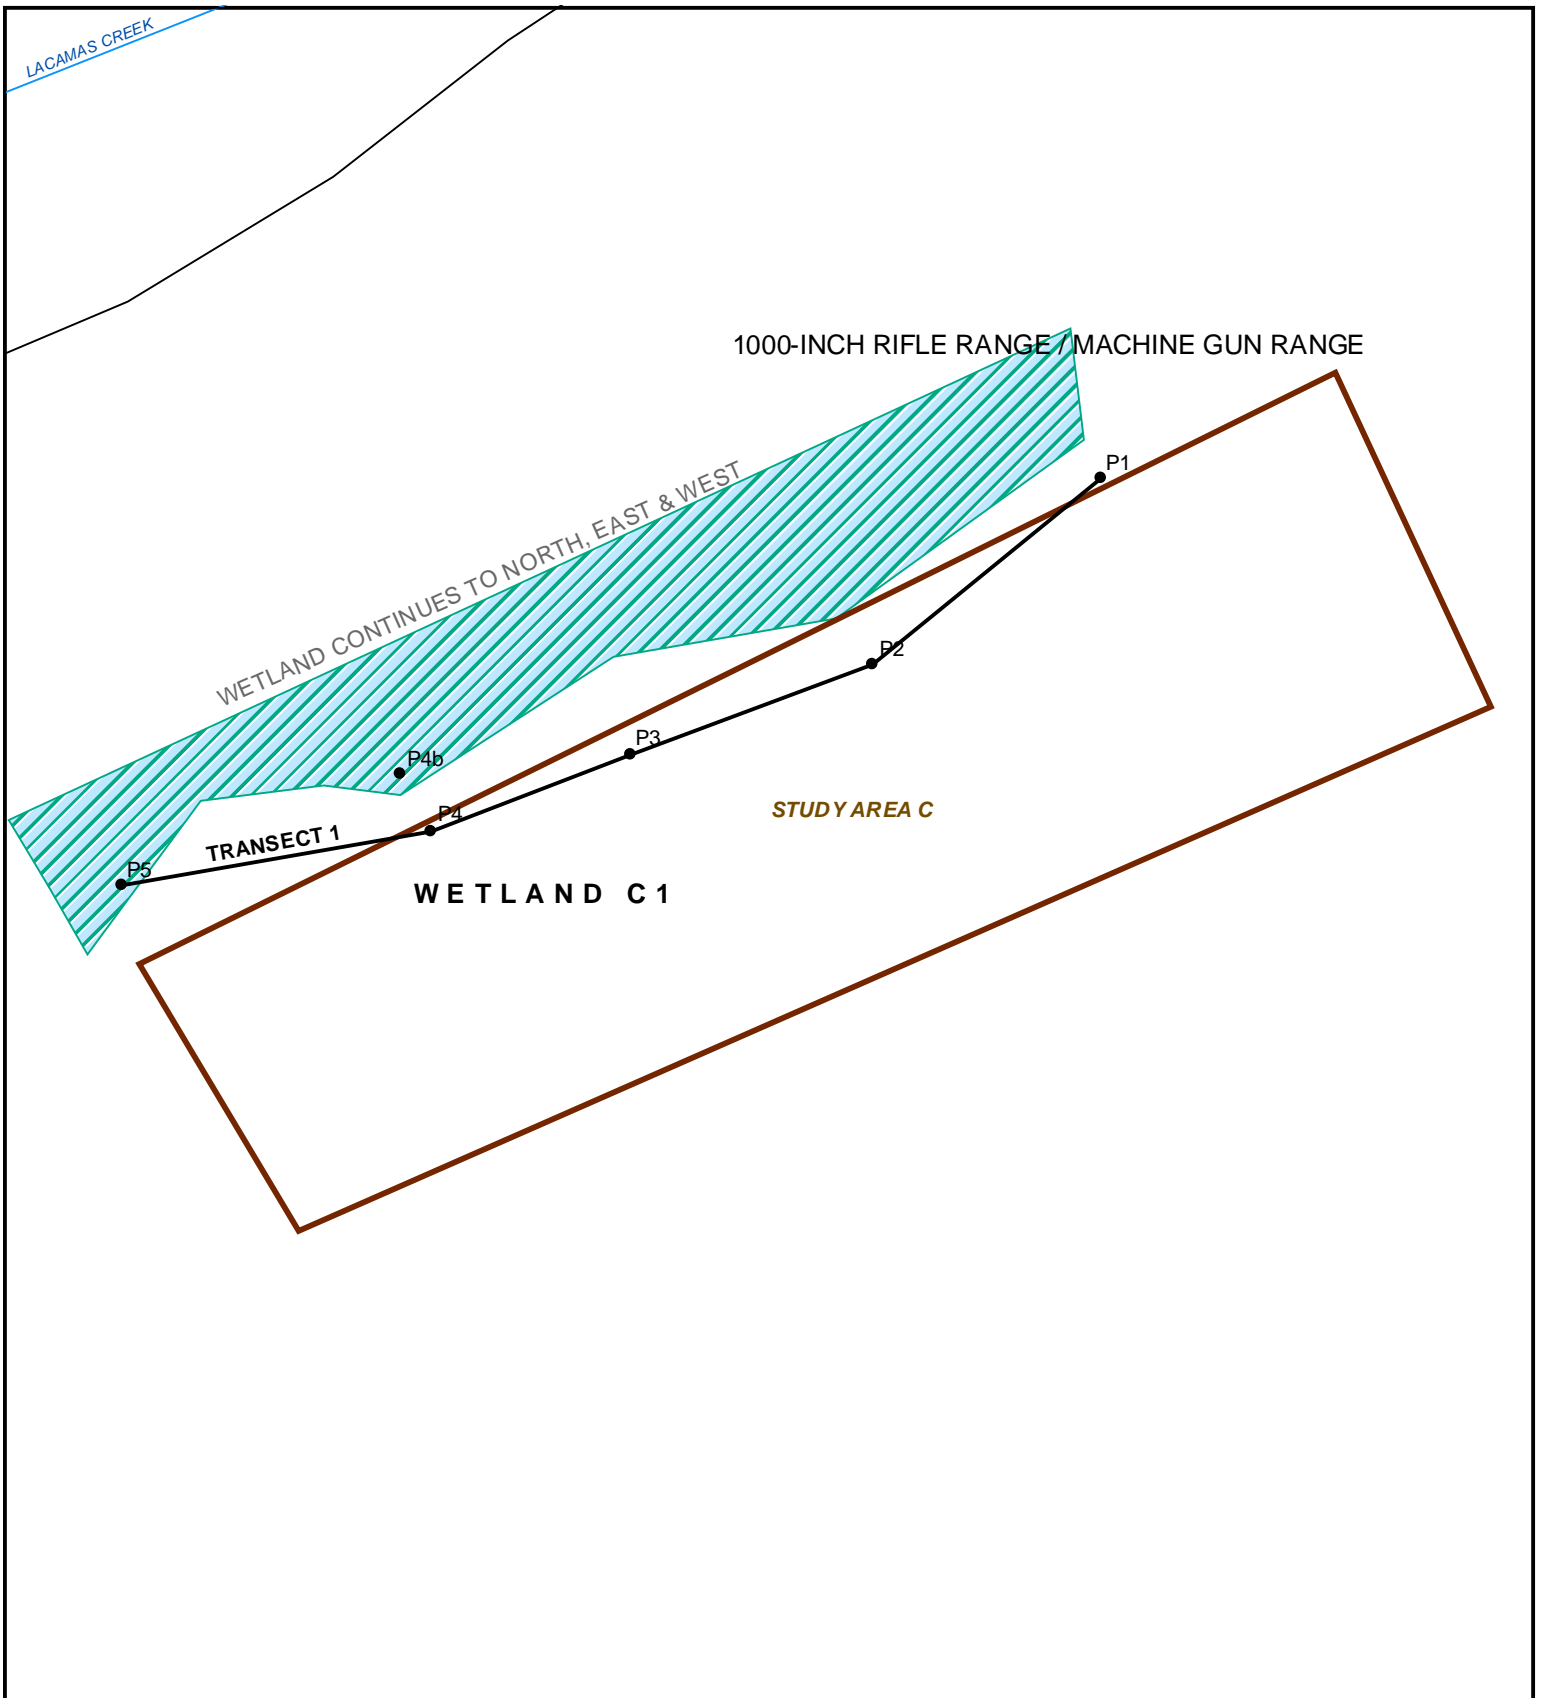 LACAMAS CREEK
1000-INCH RIFLE RANGE / MACHINE GUN RANGE
P1
WETLAND CONTINUES TO NORTH, EAST & WEST
P2
P3
P4b
P4
STUDY AREA C
TRANSECT 1
P5
WETLAND C1